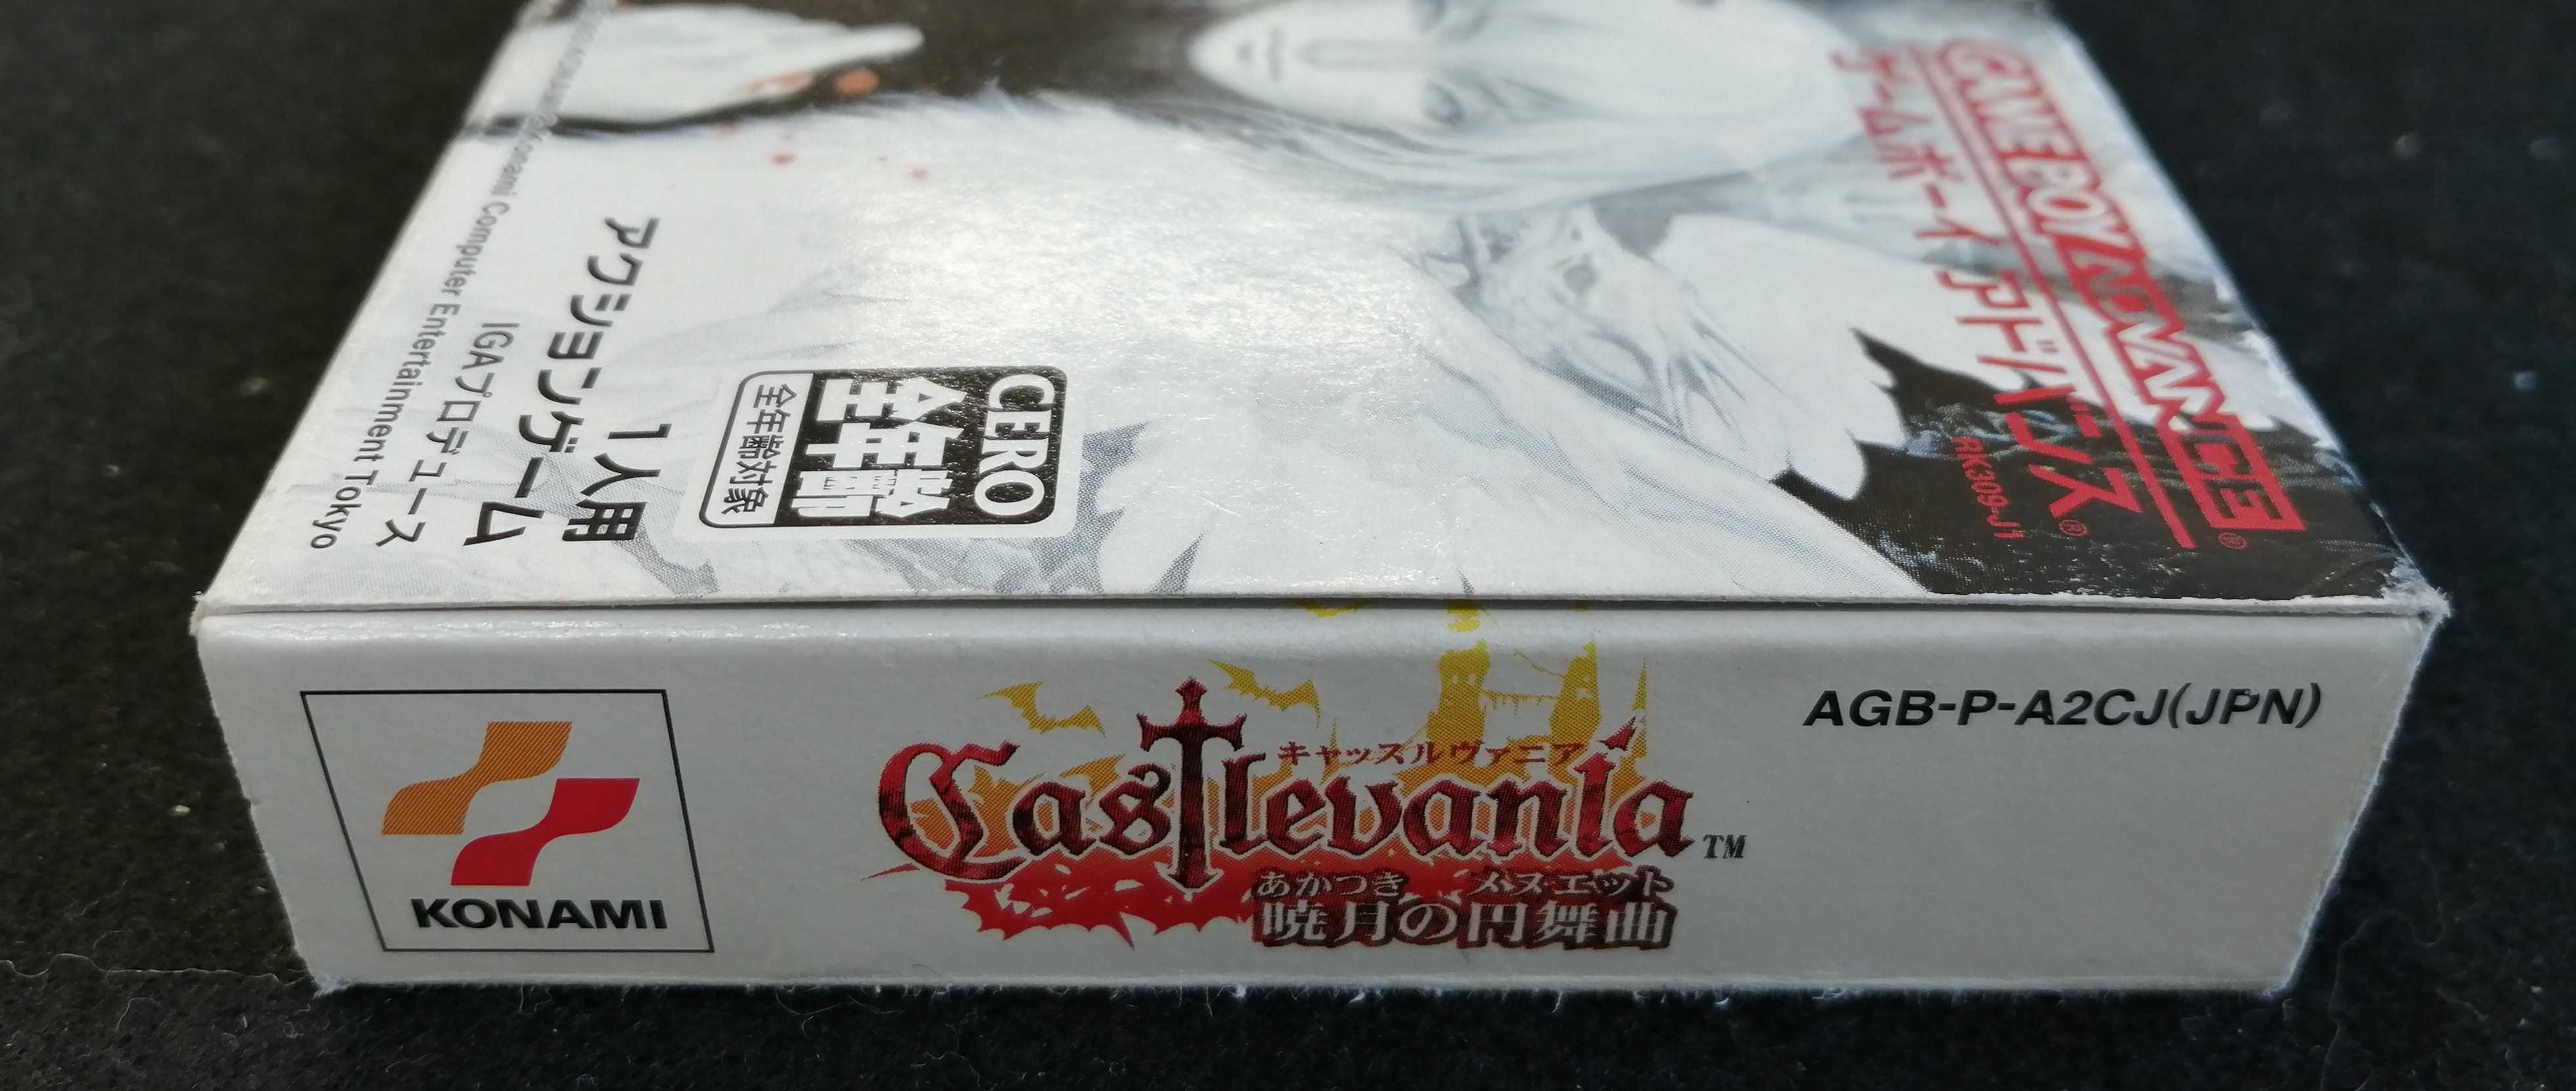 GAME BOY ADVANCE®
ゲームボーイアドバンス®
RK309-J1
CERO
全年齢
全年齢対象
1人用
アクションゲーム
IGAプロデュース
Konami Computer Entertainment Tokyo
KONAMI
キャッスルヴァニア
Castlevania™
あかつき メヌエット
暁月の円舞曲
AGB-P-A2CJ(JPN)